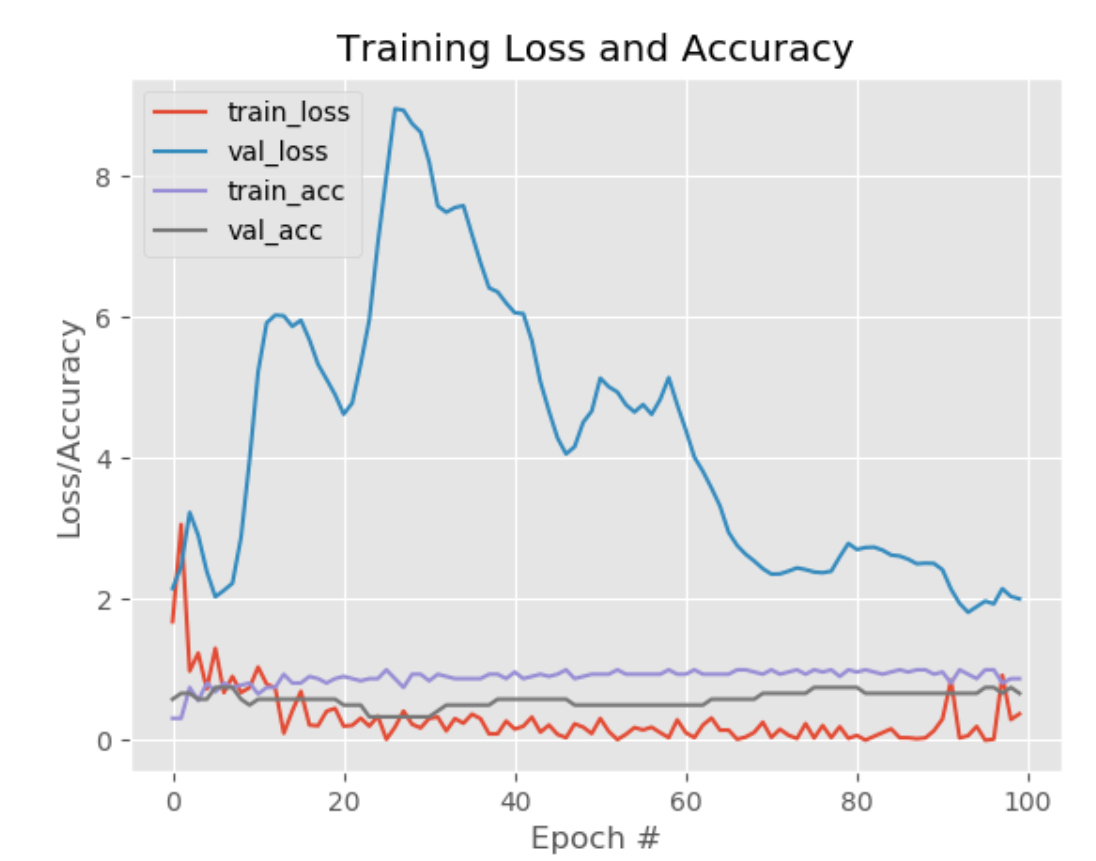 Training Loss and Accuracy
train_loss
val_loss
train_acc
val_acc
8
6
4
2
0
Loss/Accuracy
0 20 40 60 80 100
Epoch #